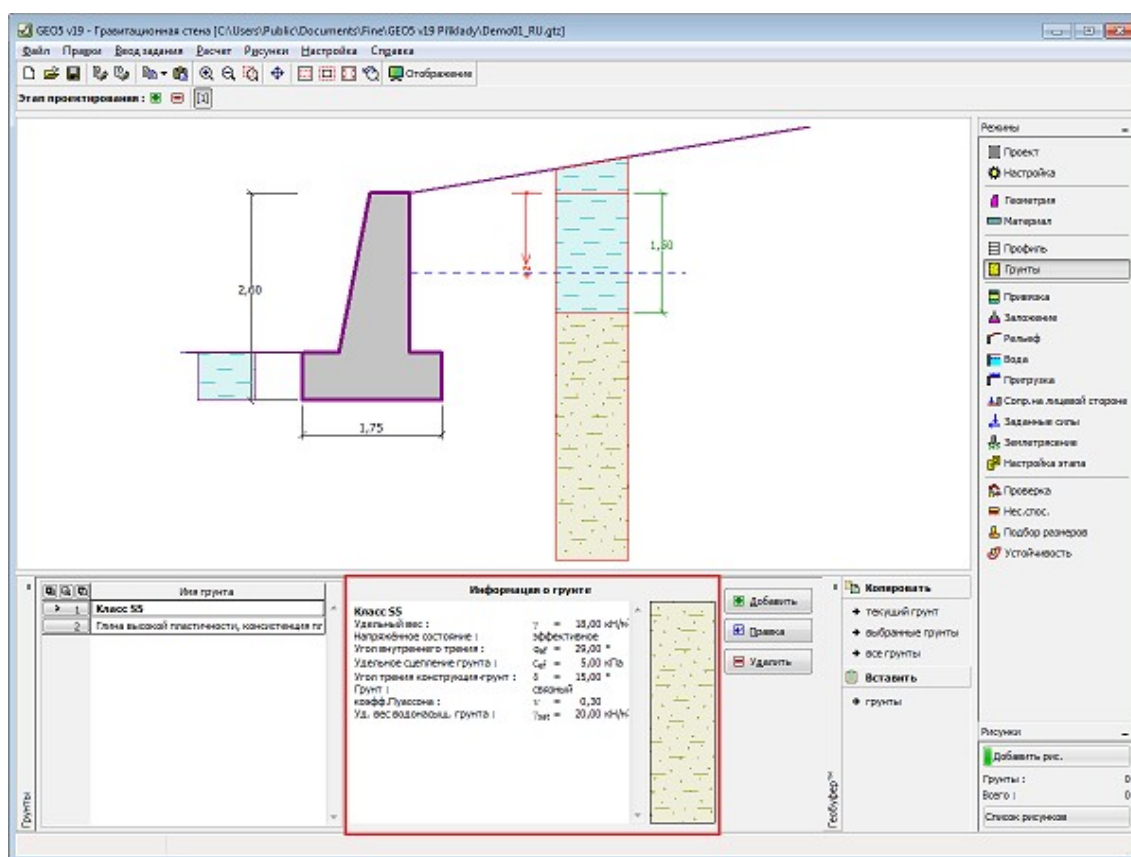 GEO5 v19 - Гравитационная стена [C:\Users\Public\Documents\Fine\GEO5 v19 Příklady\Demo01_RU.gtz]
Файл Правки Ввод задания Расчет Рисунки Настройка Справка
Отображение
Этап проектирования : [1]
2,60
1,75
1,50
Режимы
Проект
Настройка
Геометрия
Материал
Профиль
Грунты
Привязка
Заложение
Рельеф
Вода
Пригрузка
Сопр.на лицевой стороне
Заданные силы
Землетрясение
Настройка этапа
Проверка
Нес.спос.
Подбор размеров
Устойчивость
Имя грунта
1 Класс S5
2 Глина высокой пластичности, консистенция пл
Информация о грунте
Класс S5
Удельный вес : γ = 18,00 кН/м
Напряжённое состояние : эффективное
Угол внутреннего трения : φef = 29,00 °
Удельное сцепление грунта : cef = 5,00 кПа
Угол трения конструкция-грунт : δ = 15,00 °
Грунт : связный
коэфф.Пуассона : ν = 0,30
Уд. вес водонасыщ. грунта : γsat = 20,00 кН/м
Добавить
Правка
Удалить
Копировать
текущий грунт
выбранные грунты
все грунты
Вставить
грунты
Рисунки
Добавить рис.
Грунты : 0
Всего : 0
Список рисунков
Грунты
Геобуфер™